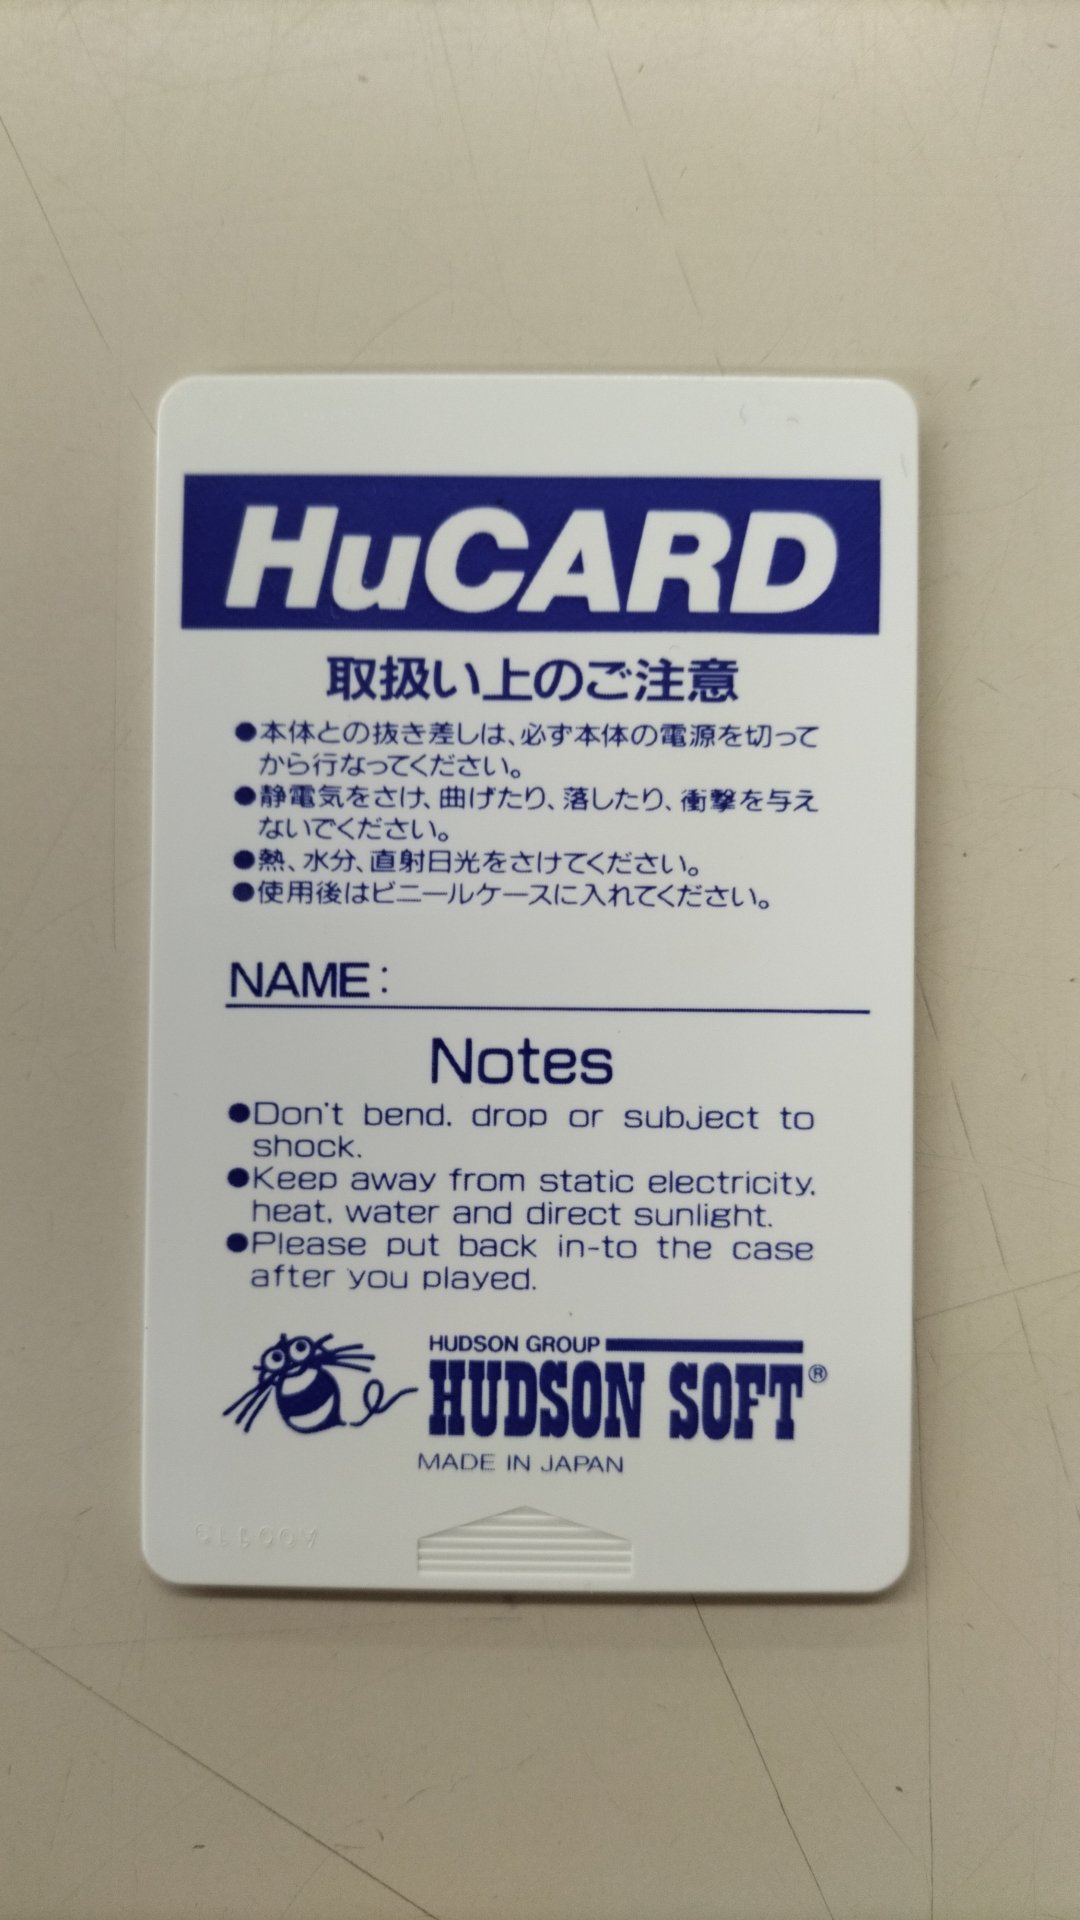 HuCARD
取扱い上のご注意
●本体との抜き差しは、必ず本体の電源を切って
から行なってください。
●静電気をさけ、曲げたり、落したり、衝撃を与え
ないでください。
●熱、水分、直射日光をさけてください。
●使用後はビニールケースに入れてください。
NAME:
Notes
●Don't bend, drop or subject to
shock.
●Keep away from static electricity,
heat, water and direct sunlight.
●Please put back in-to the case
after you played.
HUDSON GROUP
HUDSON SOFT®
MADE IN JAPAN